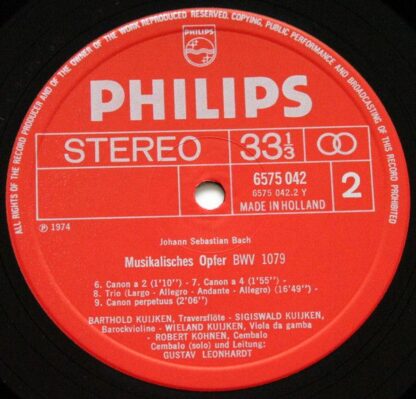 ALL RIGHTS OF THE RECORD PRODUCER AND OF THE OWNER OF THE WORK REPRODUCED RESERVED. COPYING, PUBLIC PERFORMANCE AND BROADCASTING OF THIS RECORD PROHIBITED
PHILIPS
PHILIPS
STEREO 33 1/3
6575 042
6575 042.2 Y
MADE IN HOLLAND
2
Ⓟ 1974
Johann Sebastian Bach
Musikalisches Opfer BWV 1079
6. Canon a 2 (1'10") - 7. Canon a 4 (1'55") -
8. Trio (Largo - Allegro - Andante - Allegro) (16'49") -
9. Canon perpetuus (2'06")
BARTHOLD KUIJKEN, Traversflöte - SIGISWALD KUIJKEN,
Barockvioline - WIELAND KUIJKEN, Viola da gamba
- ROBERT KOHNEN, Cembalo
Cembalo (solo) und Leitung:
GUSTAV LEONHARDT